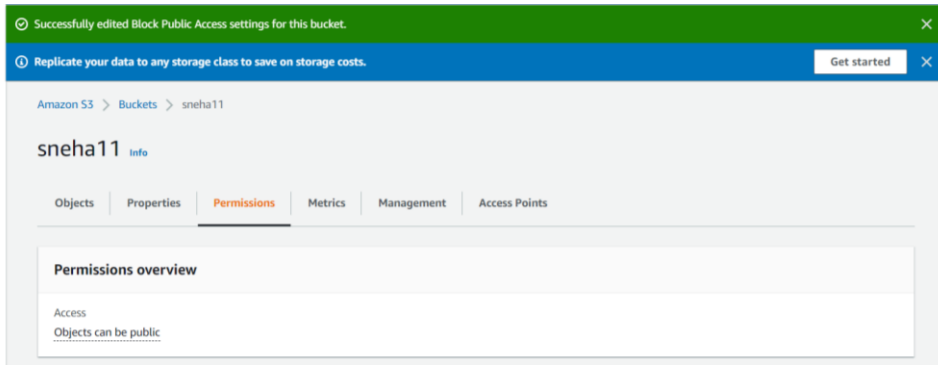 Successfully edited Block Public Access settings for this bucket.
Replicate your data to any storage class to save on storage costs. Get started
Amazon S3 > Buckets > sneha11
sneha11 Info
Objects Properties Permissions Metrics Management Access Points
Permissions overview
Access
Objects can be public